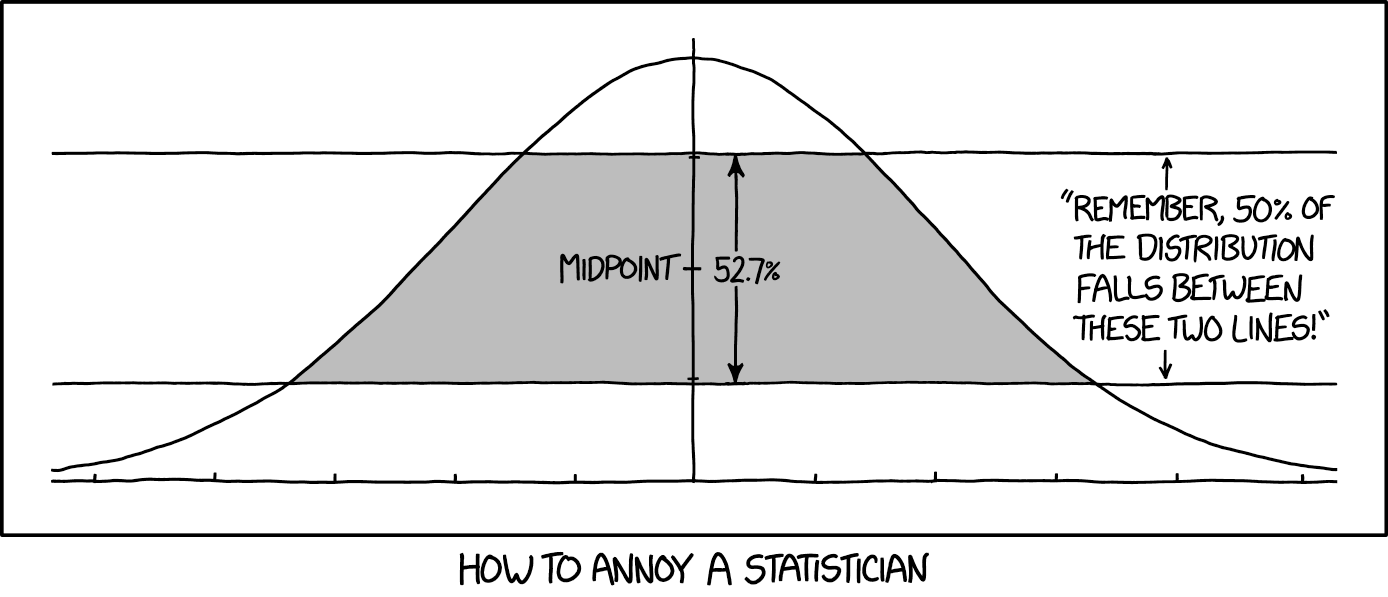 "REMEMBER, 50% OF
THE DISTRIBUTION
FALLS BETWEEN
THESE TWO LINES!"
MIDPOINT 52.7%
HOW TO ANNOY A STATISTICIAN